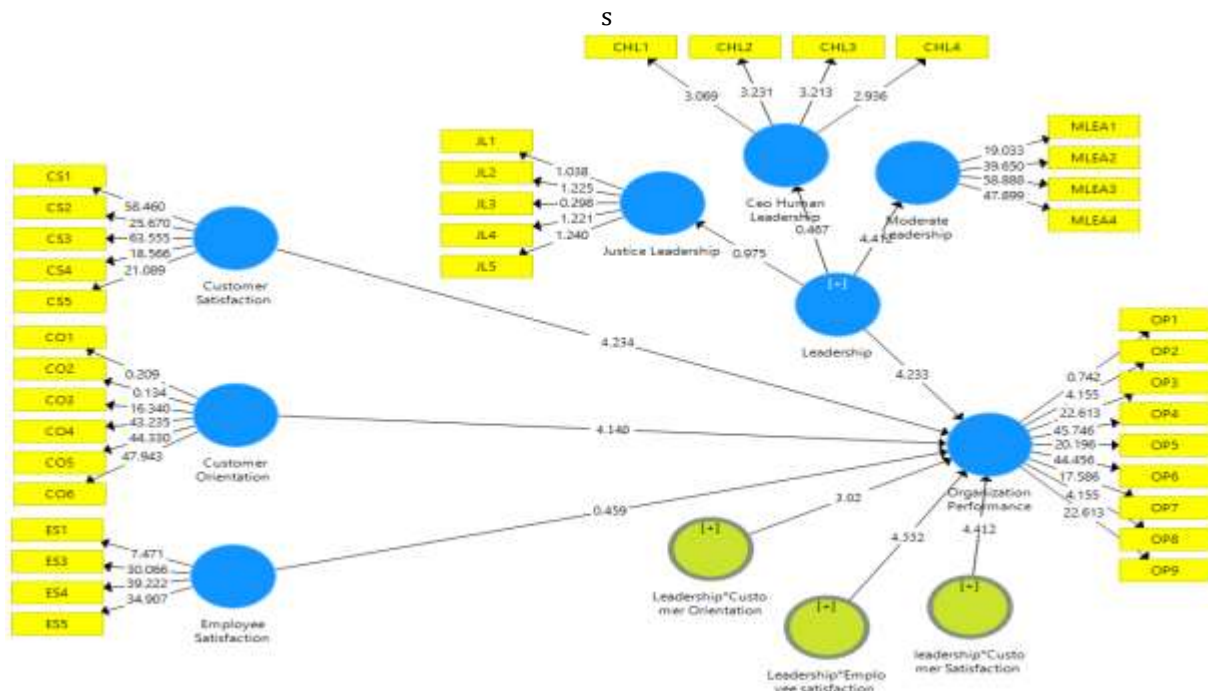 s
CHL1
CHL2
CHL3
CHL4
3.069
3.231
3.213
2.936
Ceo Human
Leadership
MLEA1
MLEA2
MLEA3
MLEA4
19.033
39.650
58.888
47.899
Moderate
Leadership
JL1
JL2
JL3
JL4
JL5
1.038
1.225
0.298
1.221
1.240
Justice Leadership
0.975
0.467
4.412
[+]
Leadership
4.233
CS1
CS2
CS3
CS4
CS5
58.460
25.670
63.555
18.566
21.089
Customer
Satisfaction
4.234
CO1
CO2
CO3
CO4
CO5
CO6
0.209
0.134
16.340
43.235
44.330
47.943
Customer
Orientation
4.140
ES1
ES3
ES4
ES5
7.471
30.066
39.222
34.907
Employee
Satisfaction
0.459
OP1
OP2
OP3
OP4
OP5
OP6
OP7
OP8
OP9
0.742
4.155
22.613
45.746
20.196
44.456
17.586
4.155
22.613
Organization
Performance
3.02
4.332
4.412
[+]
Leadership*Custo
mer Orientation
[+]
Leadership*Emplo
yee satisfaction
[+]
leadership*Custo
mer Satisfaction